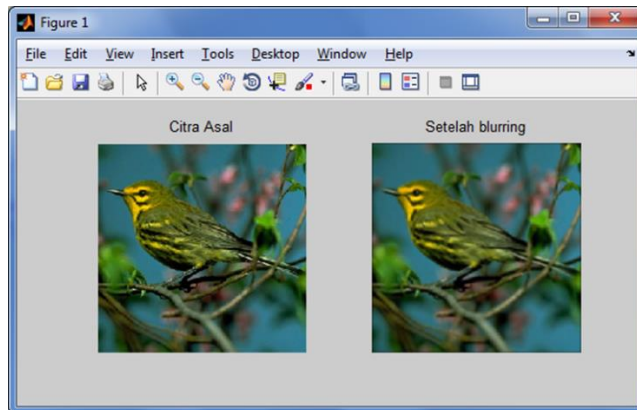 Figure 1
File Edit View Insert Tools Desktop Window Help
Citra Asal
Setelah blurring